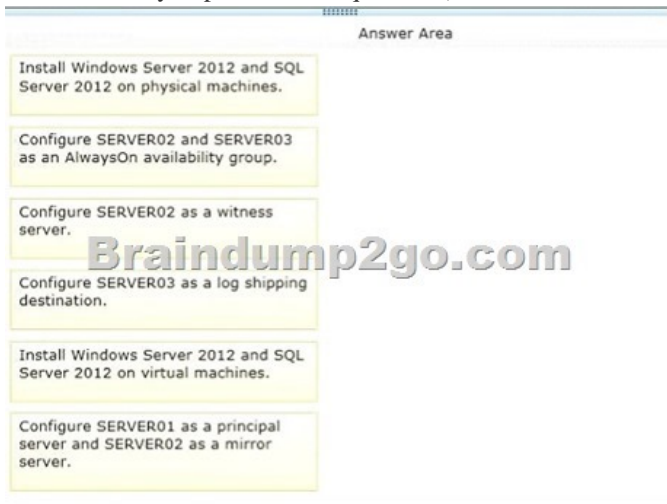 Answer Area
Install Windows Server 2012 and SQL
Server 2012 on physical machines.
Configure SERVER02 and SERVER03
as an AlwaysOn availability group.
Configure SERVER02 as a witness
server.
Braindump2go.com
Configure SERVER03 as a log shipping
destination.
Install Windows Server 2012 and SQL
Server 2012 on virtual machines.
Configure SERVER01 as a principal
server and SERVER02 as a mirror
server.